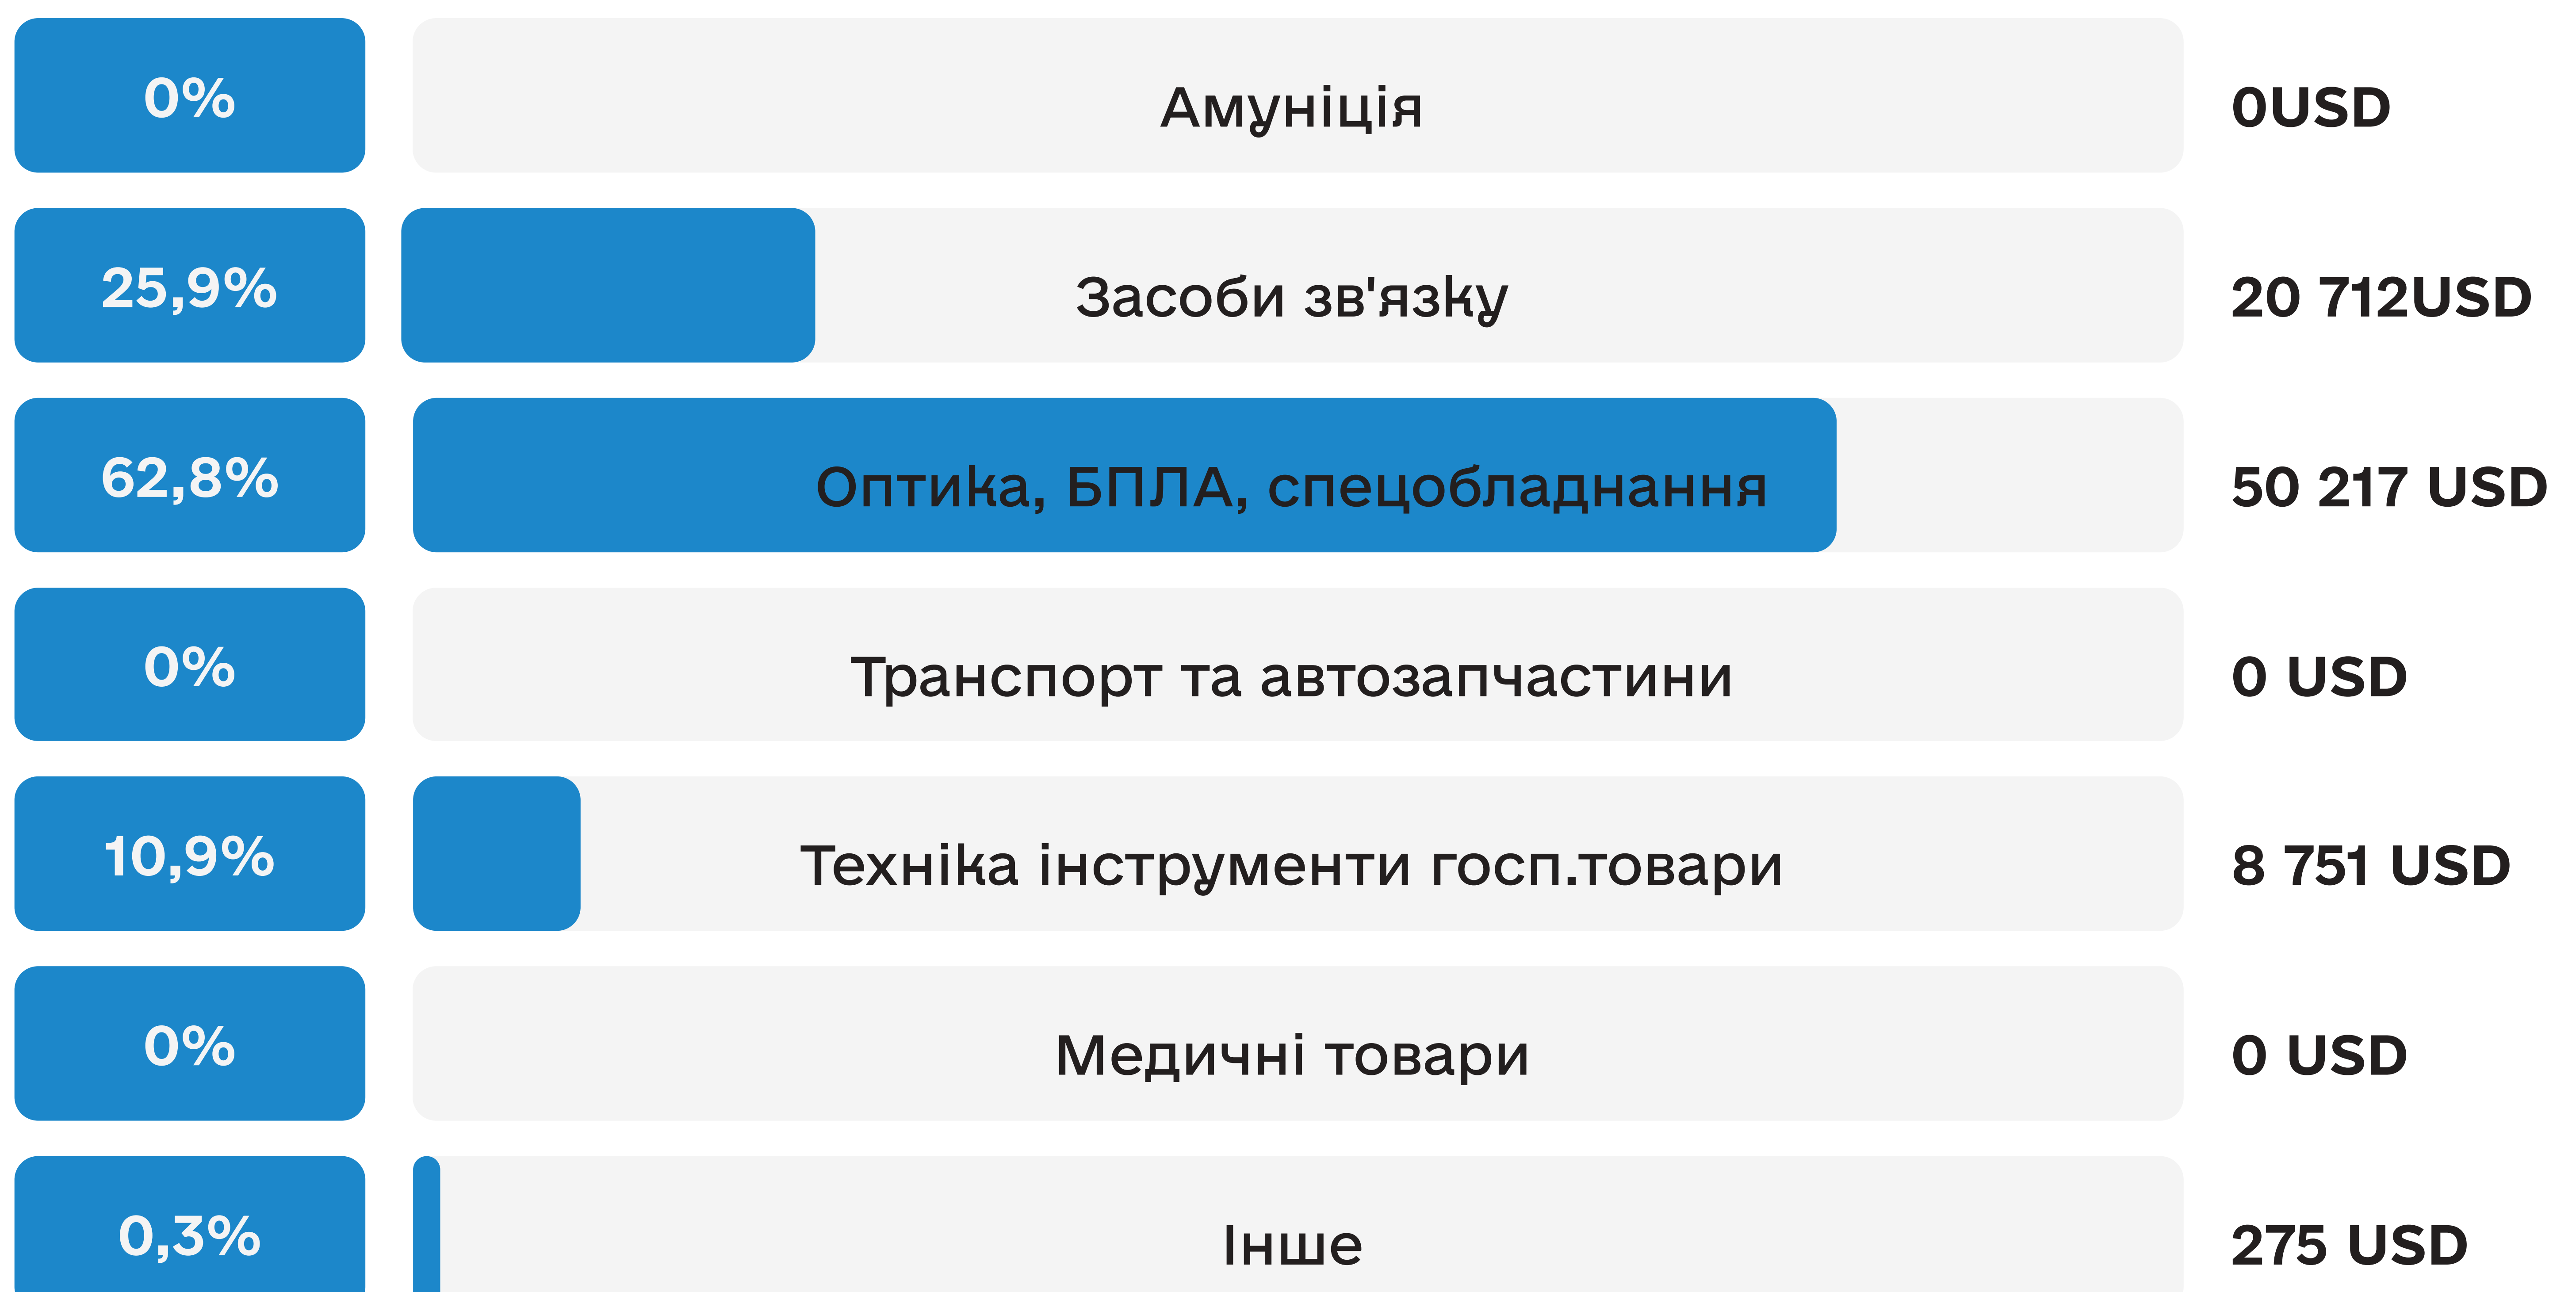 0% Амуніція 0USD
25,9% Засоби зв'язку 20 712USD
62,8% Оптика, БПЛА, спецобладнання 50 217 USD
0% Транспорт та автозапчастини 0 USD
10,9% Техніка інструменти госп.товари 8 751 USD
0% Медичні товари 0 USD
0,3% Інше 275 USD